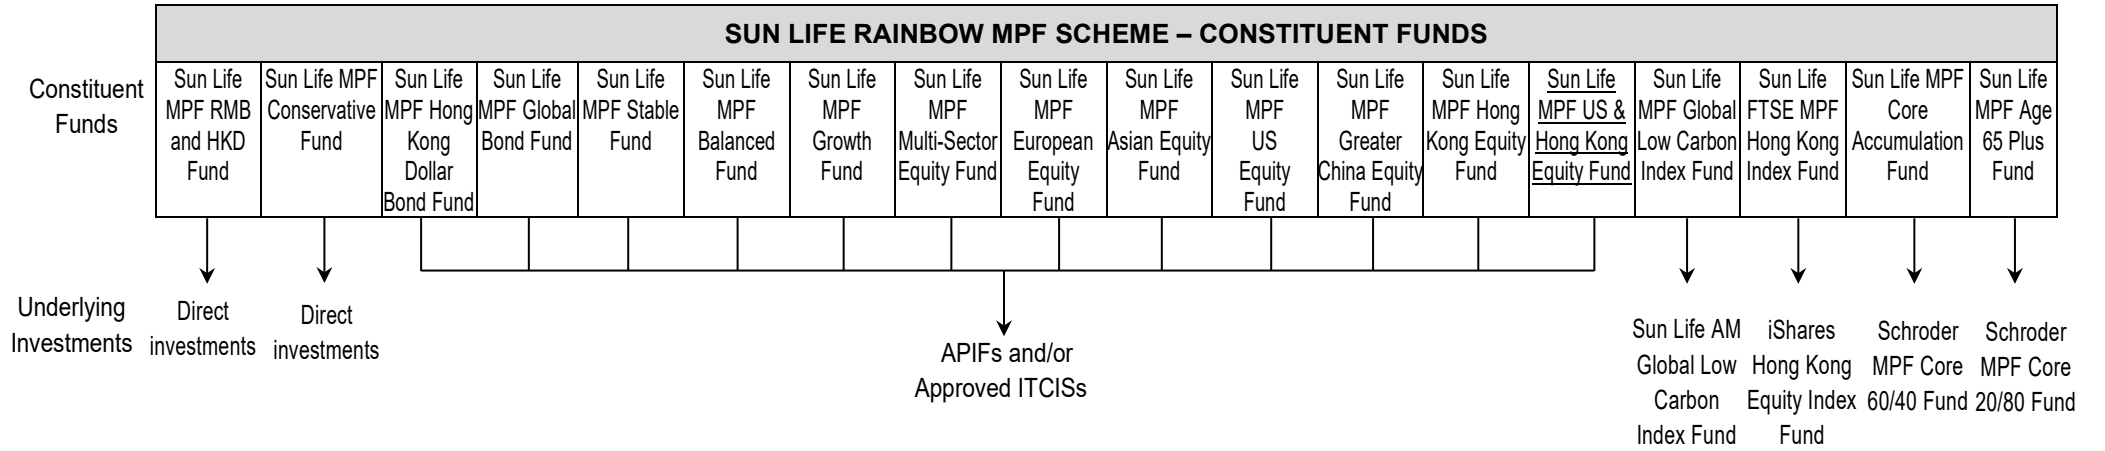 SUN LIFE RAINBOW MPF SCHEME – CONSTITUENT FUNDS
Constituent
Funds
Sun Life
MPF RMB
and HKD
Fund
Sun Life MPF
Conservative
Fund
Sun Life
MPF Hong
Kong
Dollar
Bond Fund
Sun Life
MPF Global
Bond Fund
Sun Life
MPF Stable
Fund
Sun Life
MPF
Balanced
Fund
Sun Life
MPF
Growth
Fund
Sun Life
MPF
Multi-Sector
Equity Fund
Sun Life
MPF
European
Equity
Fund
Sun Life
MPF
Asian Equity
Fund
Sun Life
MPF
US
Equity
Fund
Sun Life
MPF
Greater
China Equity
Fund
Sun Life
MPF Hong
Kong Equity
Fund
Sun Life
MPF US &
Hong Kong
Equity Fund
Sun Life
MPF Global
Low Carbon
Index Fund
Sun Life
FTSE MPF
Hong Kong
Index Fund
Sun Life MPF
Core
Accumulation
Fund
Sun Life
MPF Age
65 Plus
Fund
Underlying
Investments
Direct
investments
Direct
investments
APIFs and/or
Approved ITCISs
Sun Life AM
Global Low
Carbon
Index Fund
iShares
Hong Kong
Equity Index
Fund
Schroder
MPF Core
60/40 Fund
Schroder
MPF Core
20/80 Fund